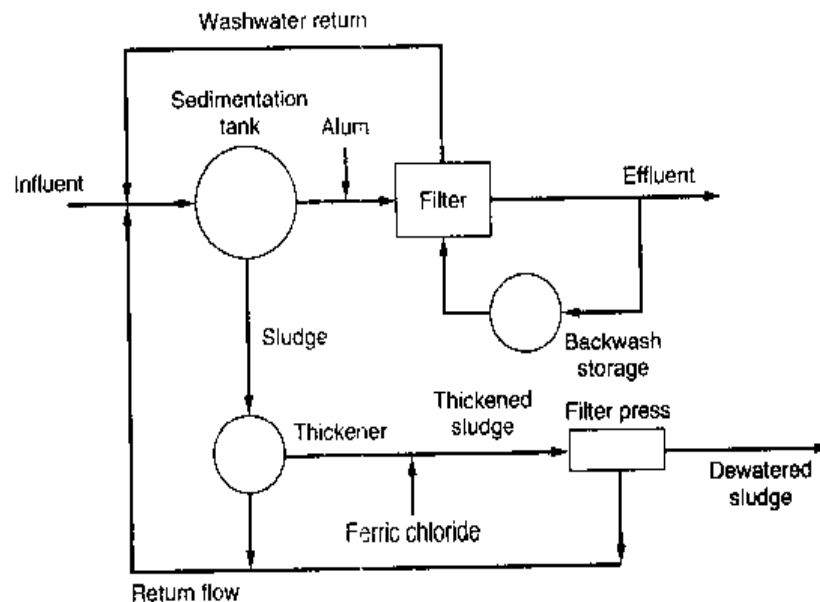 Washwater return
Sedimentation
tank
Alum
Influent
Filter
Effluent
Sludge
Backwash
storage
Thickener
Thickened
sludge
Filter press
Dewatered
sludge
Ferric chloride
Return flow